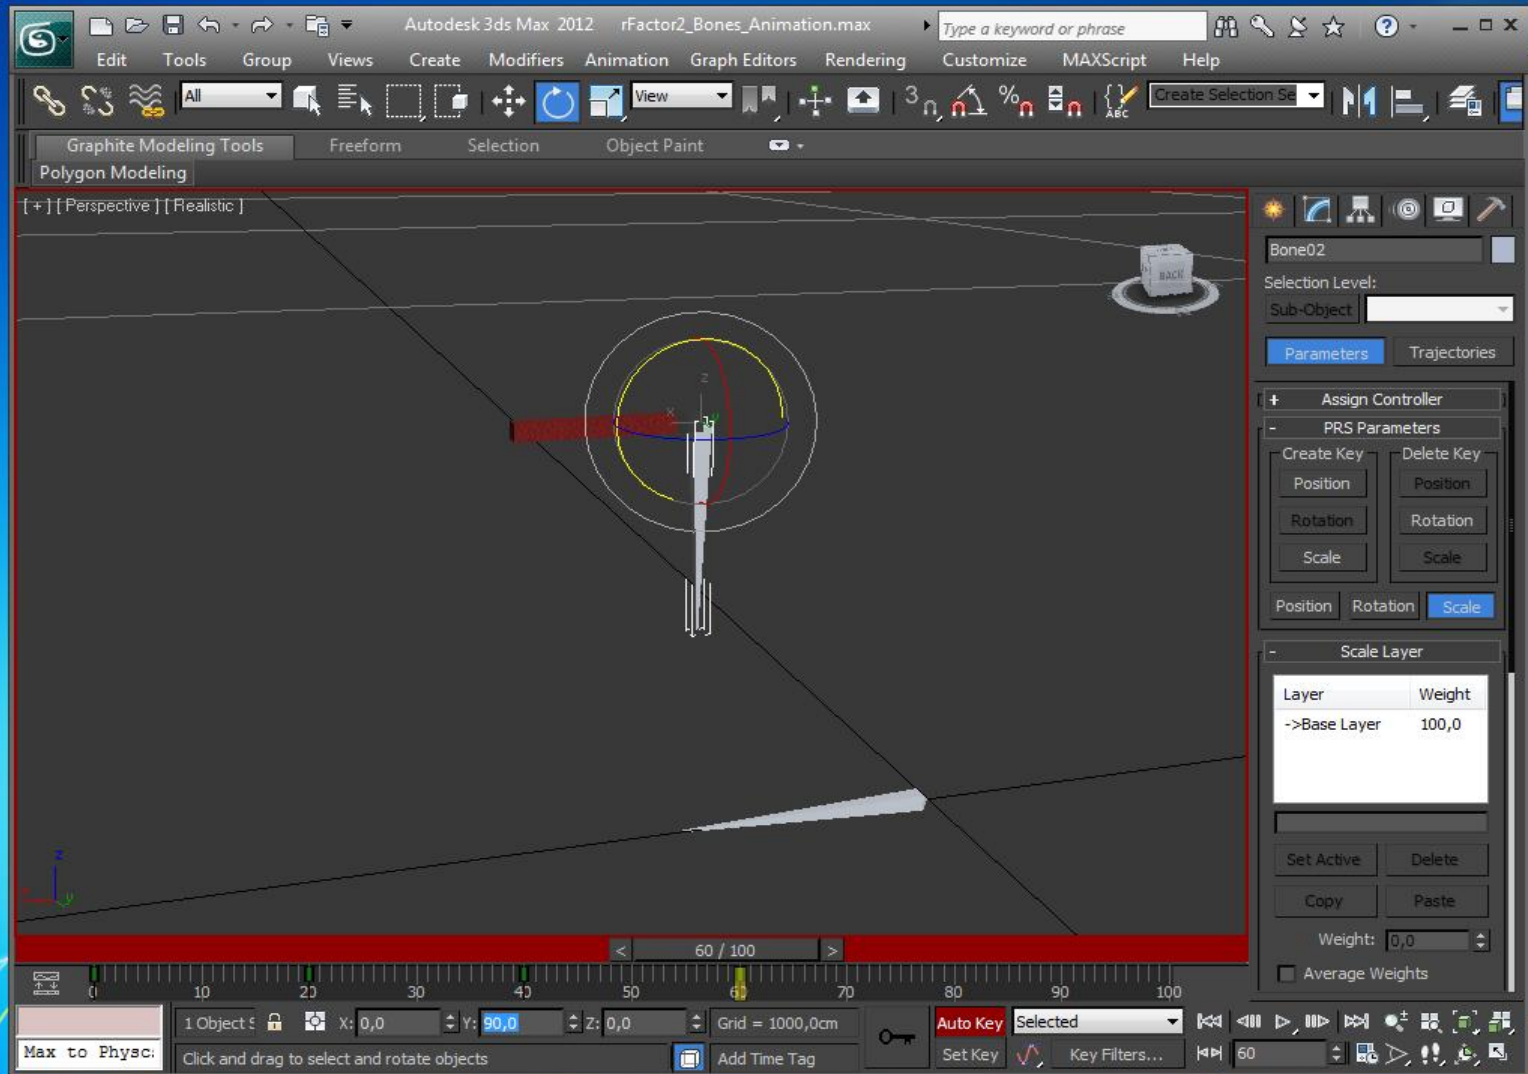 Autodesk 3ds Max 2012 rFactor2_Bones_Animation.max
Type a keyword or phrase
Edit Tools Group Views Create Modifiers Animation Graph Editors Rendering Customize MAXScript Help
All
View
3
%
ABC
Create Selection Se
Graphite Modeling Tools Freeform Selection Object Paint
Polygon Modeling
[ + ] [ Perspective ] [ Realistic ]
BACK
z
x
y
z
y
Bone02
Selection Level:
Sub-Object
Parameters Trajectories
+ Assign Controller
- PRS Parameters
Create Key Delete Key
Position Position
Rotation Rotation
Scale Scale
Position Rotation Scale
- Scale Layer
Layer Weight
->Base Layer 100,0
Set Active Delete
Copy Paste
Weight: 0,0
Average Weights
< 60 / 100 >
0 10 20 30 40 50 60 70 80 90 100
1 Object S X: 0,0 Y: 90,0 Z: 0,0 Grid = 1000,0cm Auto Key Selected
Max to Physc: Click and drag to select and rotate objects Add Time Tag Set Key Key Filters... 60